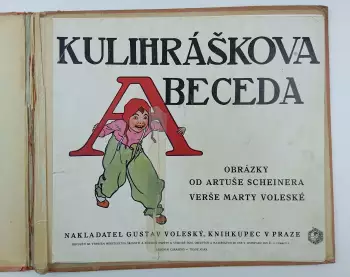 KULIHRÁŠKOVA
ABECEDA
OBRÁZKY
OD ARTUŠE SCHEINERA
VERŠE MARTY VOLESKÉ
NAKLADATEL GUSTAV VOLESKÝ, KNIHKUPEC V PRAZE